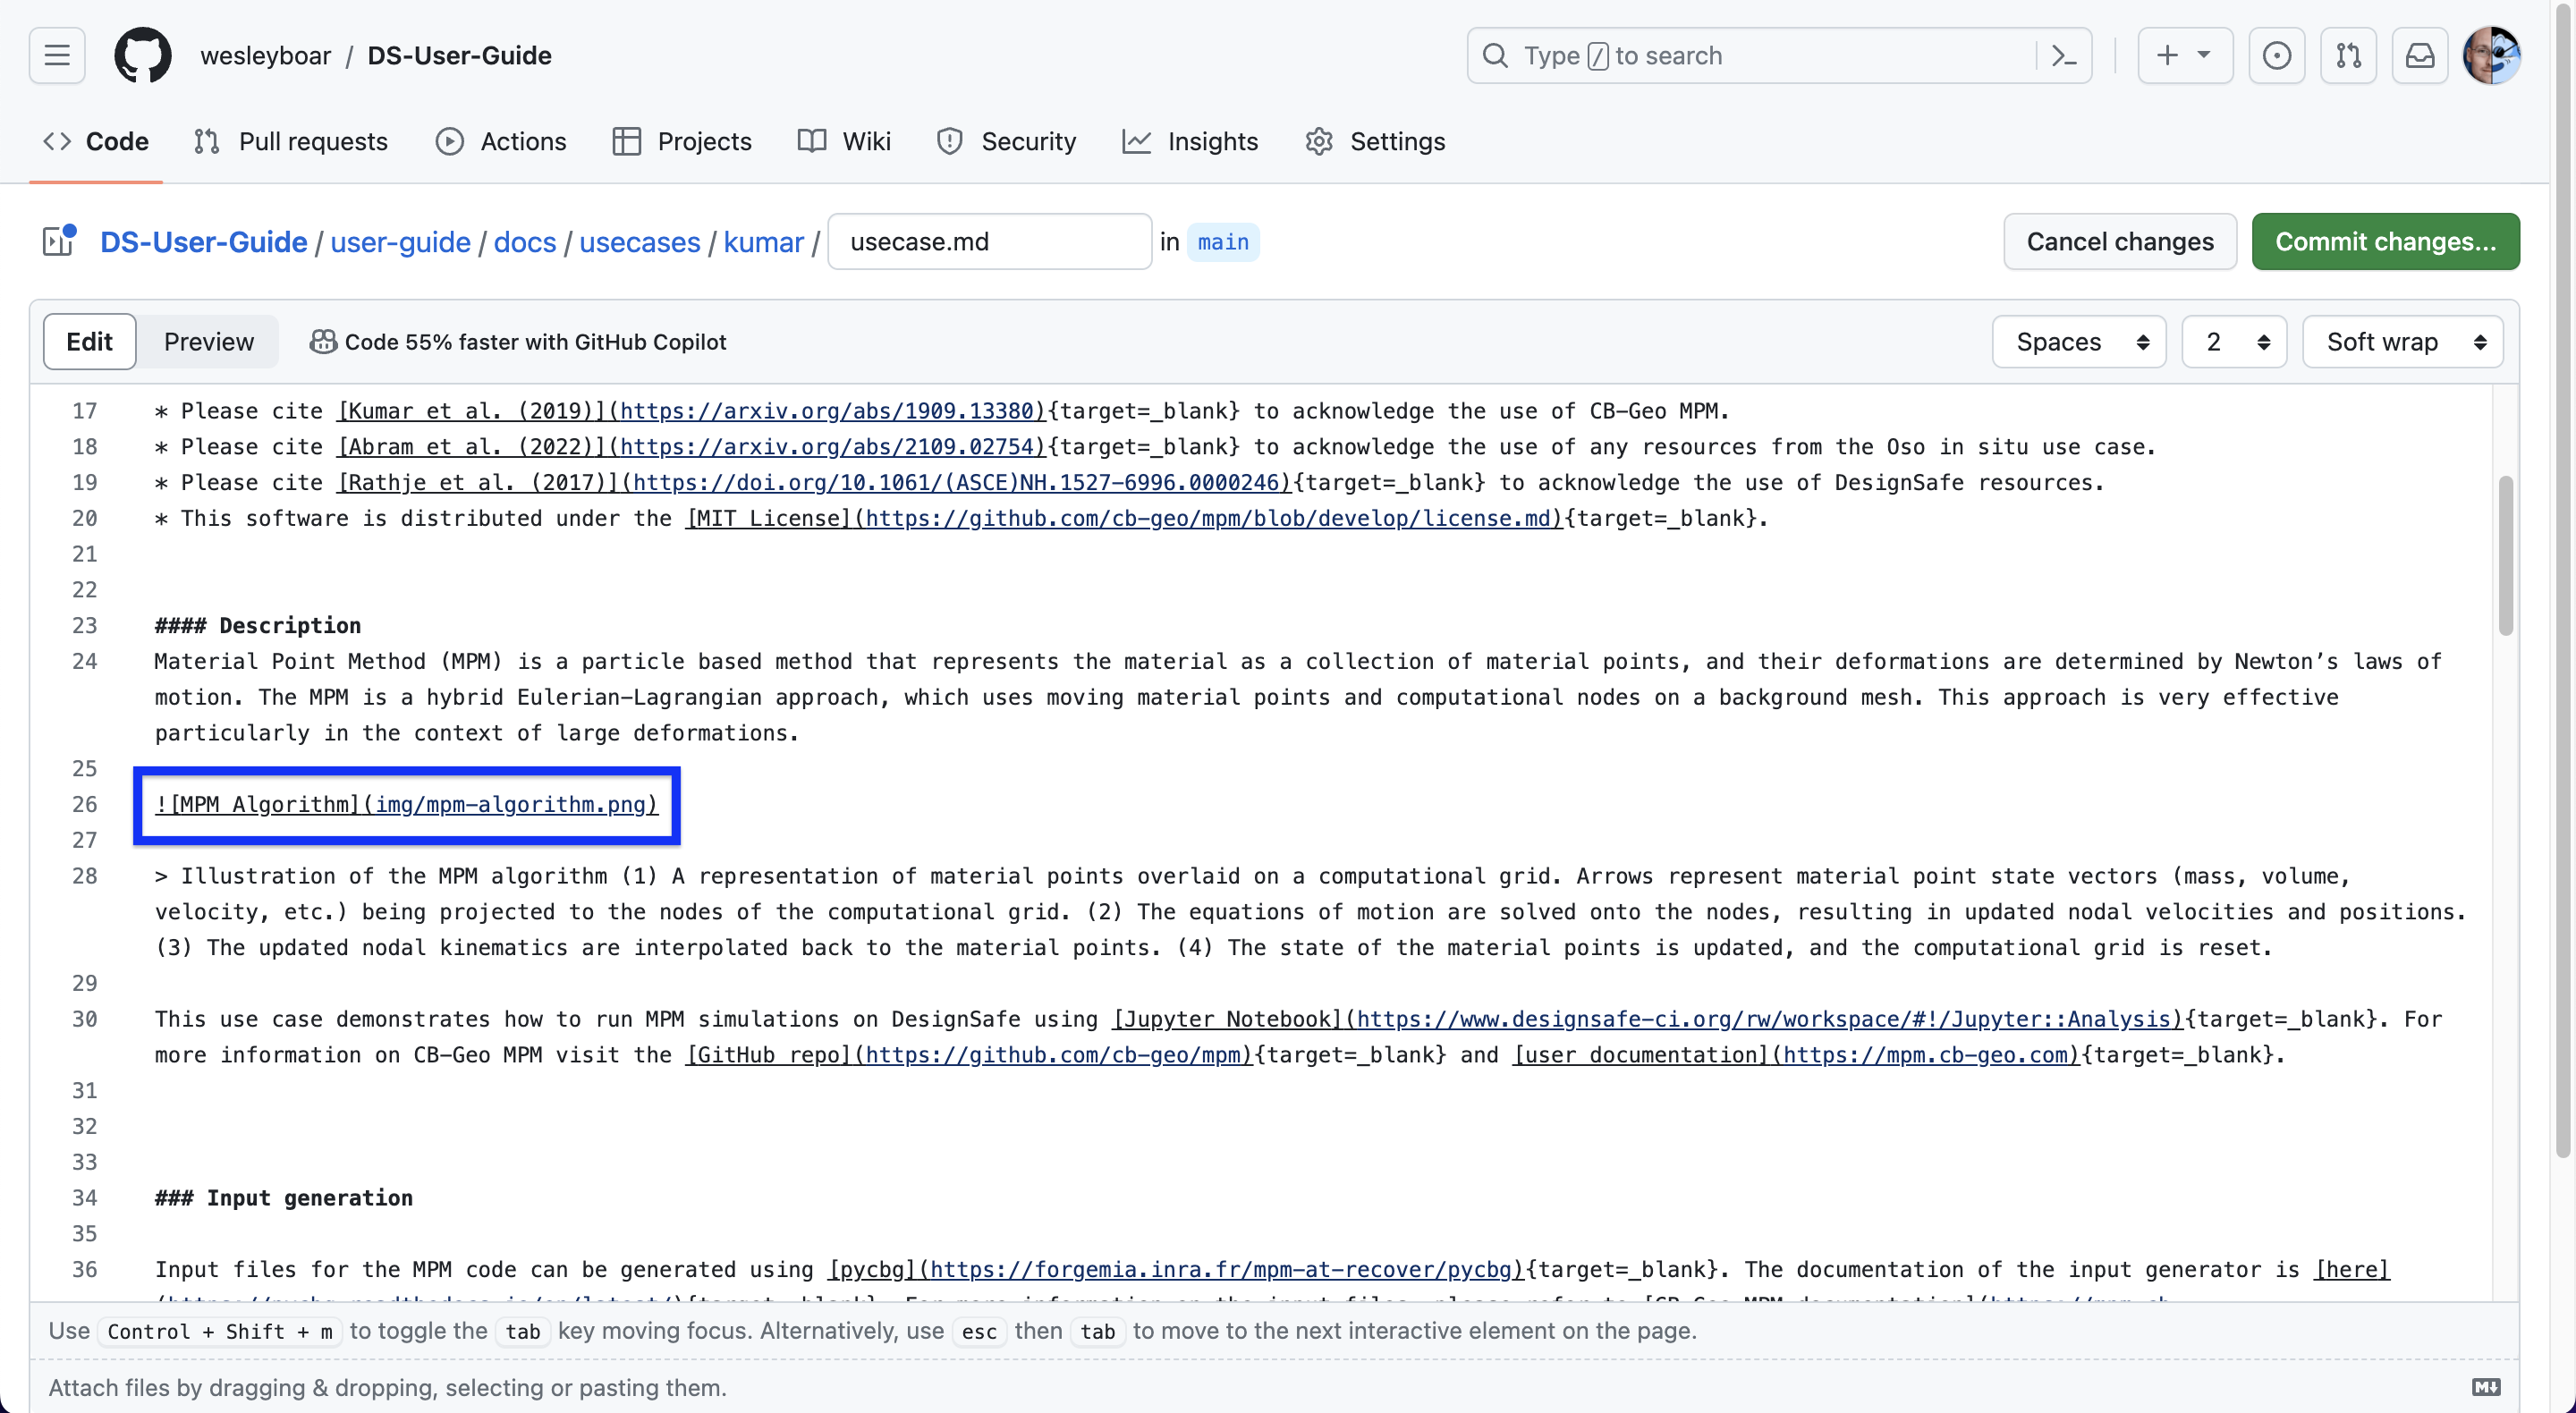 wesleyboar / DS-User-Guide
Type / to search
Code Pull requests Actions Projects Wiki Security Insights Settings
DS-User-Guide / user-guide / docs / usecases / kumar / usecase.md in main
Cancel changes Commit changes...
Edit Preview Code 55% faster with GitHub Copilot
Spaces 2 Soft wrap
17 * Please cite [Kumar et al. (2019)](https://arxiv.org/abs/1909.13380){target=_blank} to acknowledge the use of CB-Geo MPM.
18 * Please cite [Abram et al. (2022)](https://arxiv.org/abs/2109.02754){target=_blank} to acknowledge the use of any resources from the Oso in situ use case.
19 * Please cite [Rathje et al. (2017)](https://doi.org/10.1061/(ASCE)NH.1527-6996.0000246){target=_blank} to acknowledge the use of DesignSafe resources.
20 * This software is distributed under the [MIT License](https://github.com/cb-geo/mpm/blob/develop/license.md){target=_blank}.
21
22
23 #### Description
24 Material Point Method (MPM) is a particle based method that represents the material as a collection of material points, and their deformations are determined by Newton’s laws of
motion. The MPM is a hybrid Eulerian-Lagrangian approach, which uses moving material points and computational nodes on a background mesh. This approach is very effective
particularly in the context of large deformations.
25
26 ![MPM Algorithm](img/mpm-algorithm.png)
27
28 > Illustration of the MPM algorithm (1) A representation of material points overlaid on a computational grid. Arrows represent material point state vectors (mass, volume,
velocity, etc.) being projected to the nodes of the computational grid. (2) The equations of motion are solved onto the nodes, resulting in updated nodal velocities and positions.
(3) The updated nodal kinematics are interpolated back to the material points. (4) The state of the material points is updated, and the computational grid is reset.
29
30 This use case demonstrates how to run MPM simulations on DesignSafe using [Jupyter Notebook](https://www.designsafe-ci.org/rw/workspace/#!/Jupyter::Analysis){target=_blank}. For
more information on CB-Geo MPM visit the [GitHub repo](https://github.com/cb-geo/mpm){target=_blank} and [user documentation](https://mpm.cb-geo.com){target=_blank}.
31
32
33
34 ### Input generation
35
36 Input files for the MPM code can be generated using [pycbg](https://forgemia.inra.fr/mpm-at-recover/pycbg){target=_blank}. The documentation of the input generator is [here]
Use Control + Shift + m to toggle the tab key moving focus. Alternatively, use esc then tab to move to the next interactive element on the page.
Attach files by dragging & dropping, selecting or pasting them.